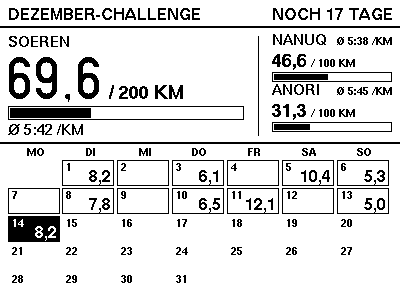 DEZEMBER-CHALLENGE NOCH 17 TAGE
SOEREN
69,6 / 200 KM
Ø 5:42 /KM
NANUQ Ø 5:38 /KM
46,6 / 100 KM
ANORI Ø 5:45 /KM
31,3 / 100 KM
MO DI MI DO FR SA SO
1 8,2 2 3 6,1 4 5 10,4 6 5,3
7 8 7,8 9 10 6,5 11 12,1 12 13 5,0
14 8,2 15 16 17 18 19 20
21 22 23 24 25 26 27
28 29 30 31